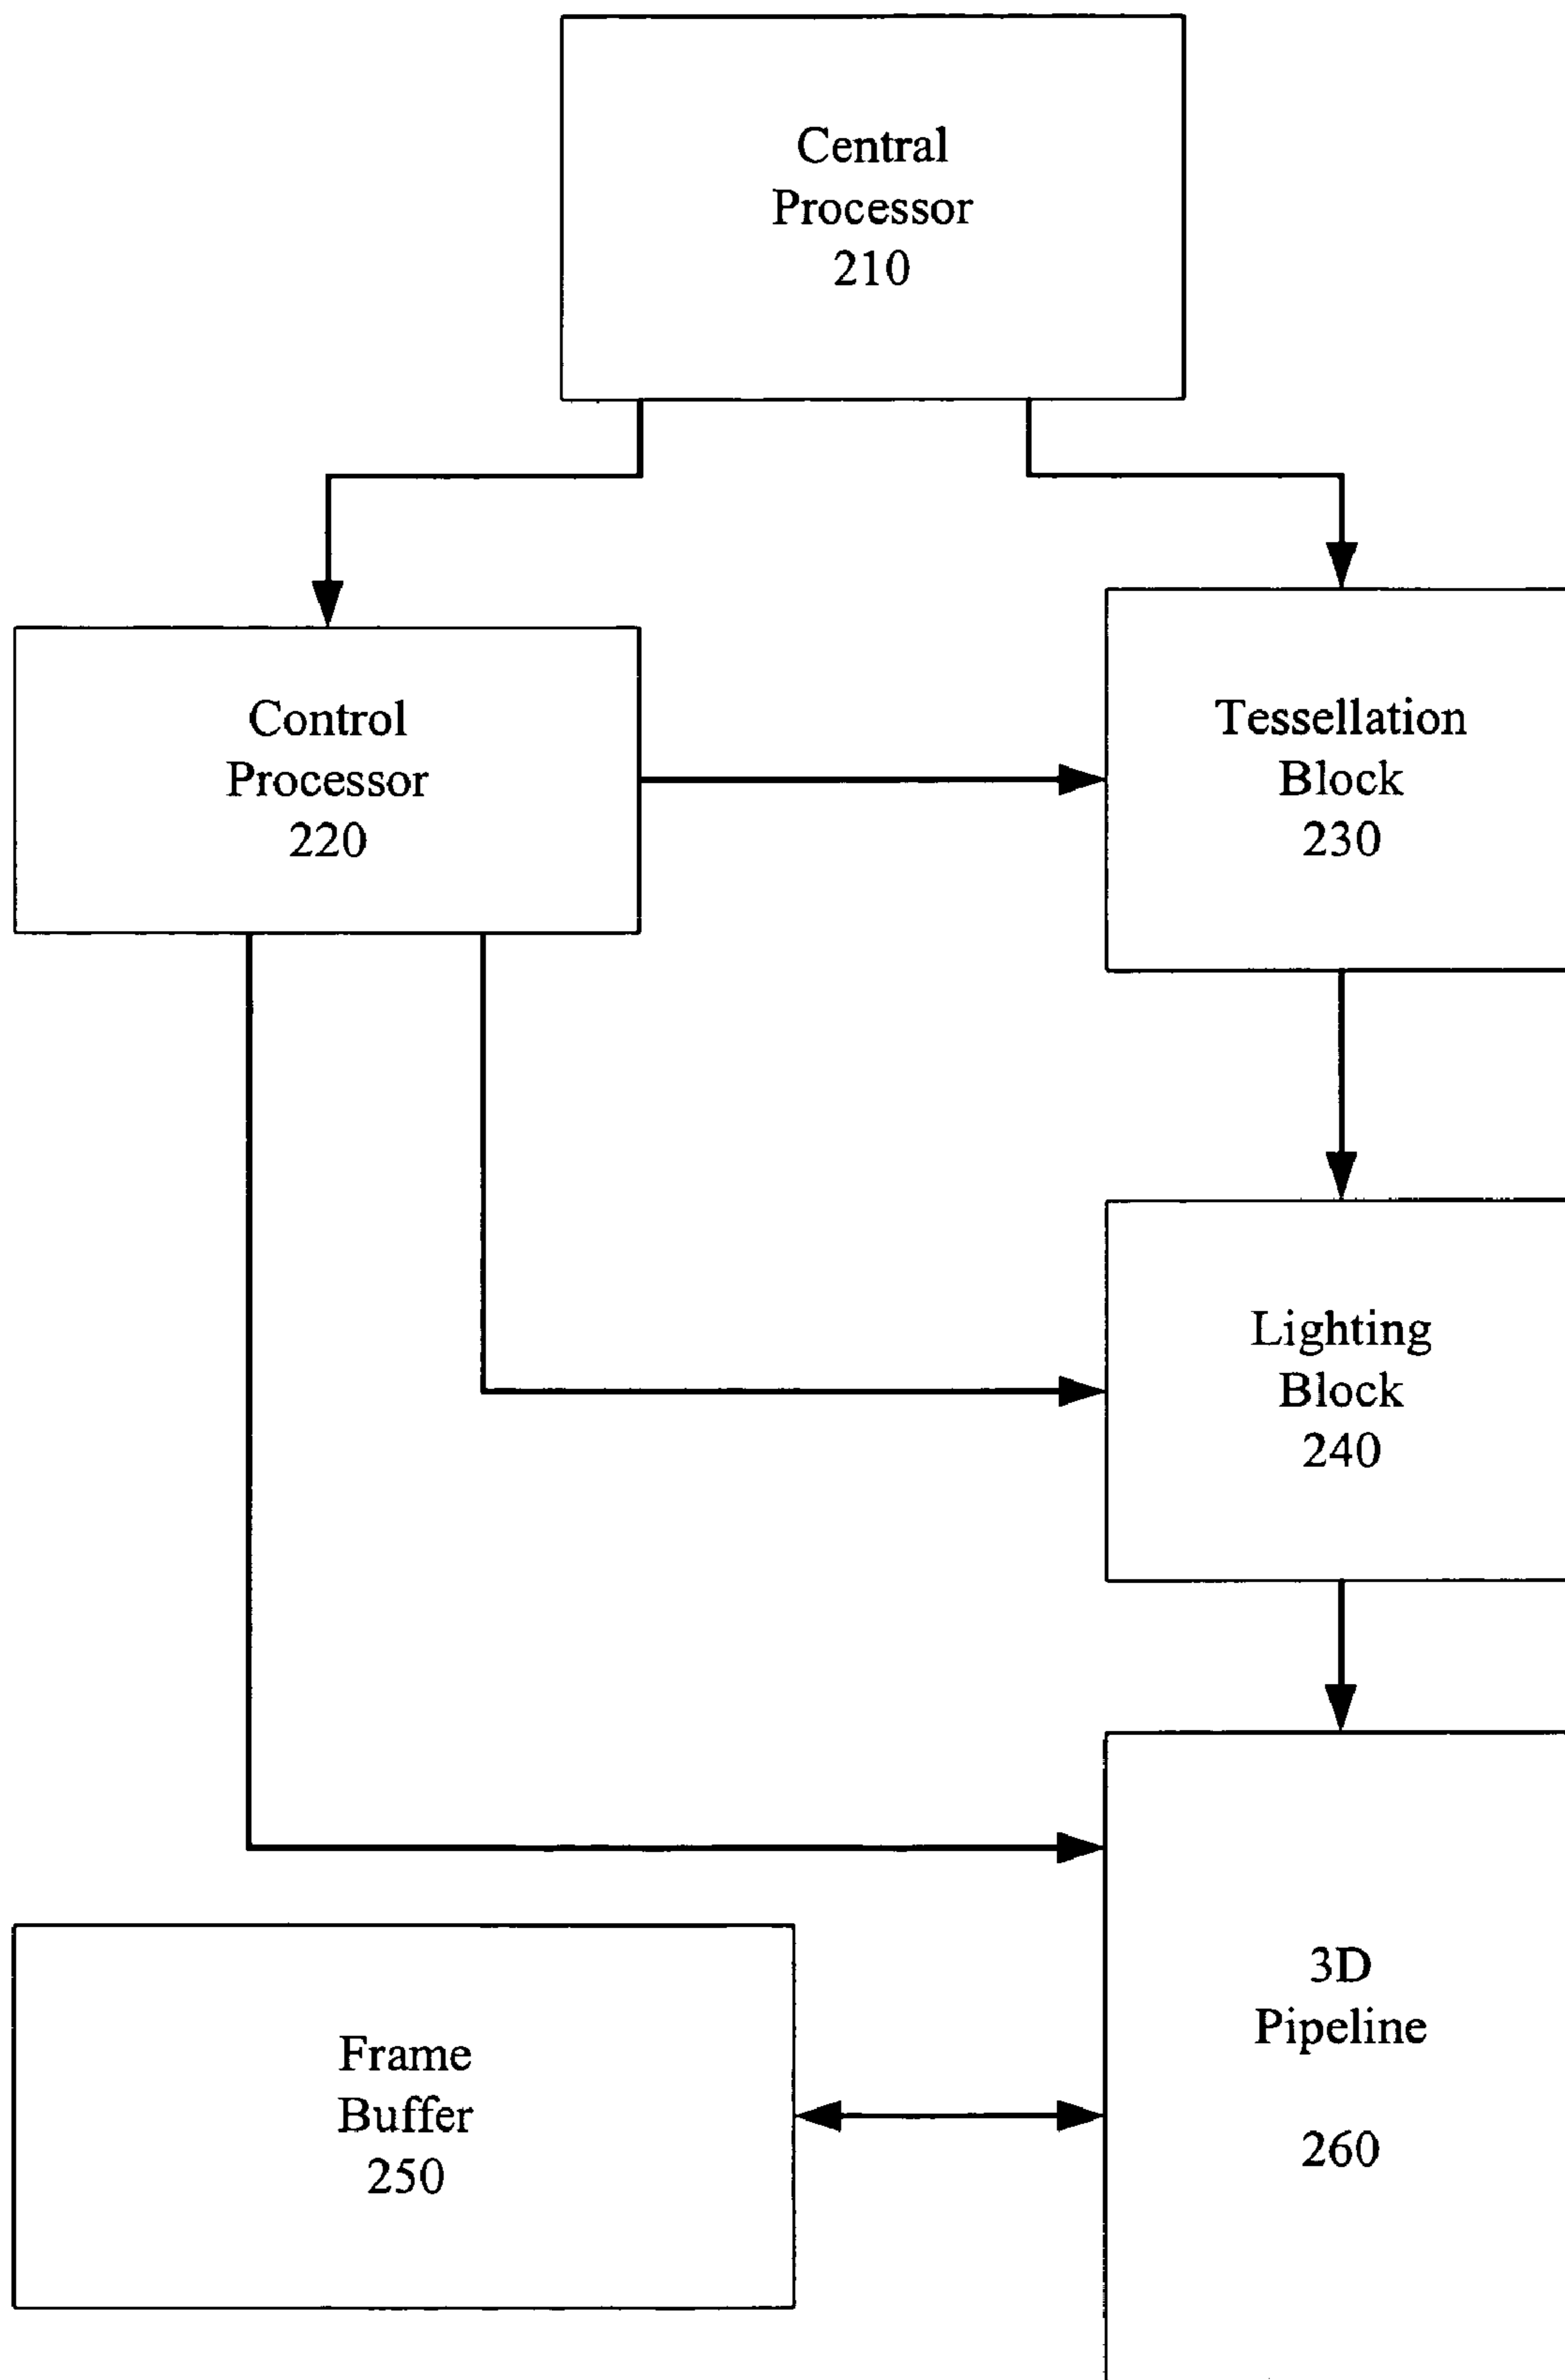 Central
Processor
210
Control
Processor
220
Tessellation
Block
230
Lighting
Block
240
3D
Pipeline
260
Frame
Buffer
250